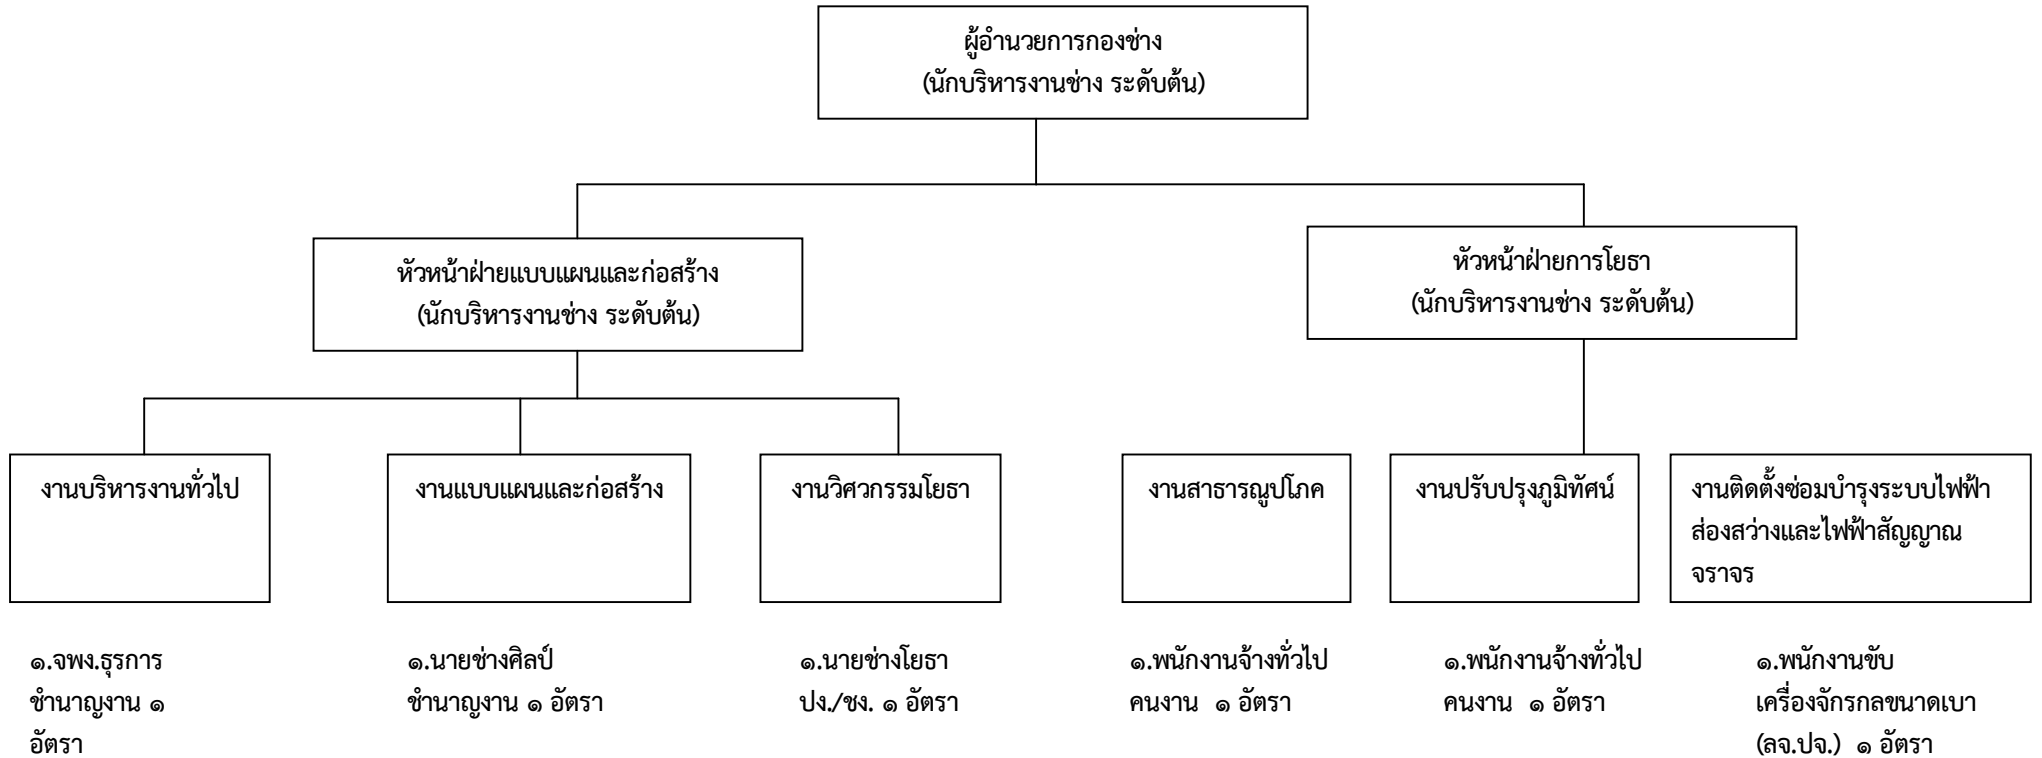 ผู้อำนวยการกองช่าง
(นักบริหารงานช่าง ระดับต้น)
หัวหน้าฝ่ายแบบแผนและก่อสร้าง
(นักบริหารงานช่าง ระดับต้น)
หัวหน้าฝ่ายการโยธา
(นักบริหารงานช่าง ระดับต้น)
งานบริหารงานทั่วไป
งานแบบแผนและก่อสร้าง
งานวิศวกรรมโยธา
งานสาธารณูปโภค
งานปรับปรุงภูมิทัศน์
งานติดตั้งซ่อมบำรุงระบบไฟฟ้า
ส่องสว่างและไฟฟ้าสัญญาณ
จราจร
๑.จพง.ธุรการ
ชำนาญงาน ๑
อัตรา
๑.นายช่างศิลป์
ชำนาญงาน ๑ อัตรา
๑.นายช่างโยธา
ปง./ชง. ๑ อัตรา
๑.พนักงานจ้างทั่วไป
คนงาน ๑ อัตรา
๑.พนักงานจ้างทั่วไป
คนงาน ๑ อัตรา
๑.พนักงานขับ
เครื่องจักรกลขนาดเบา
(ลจ.ปจ.) ๑ อัตรา